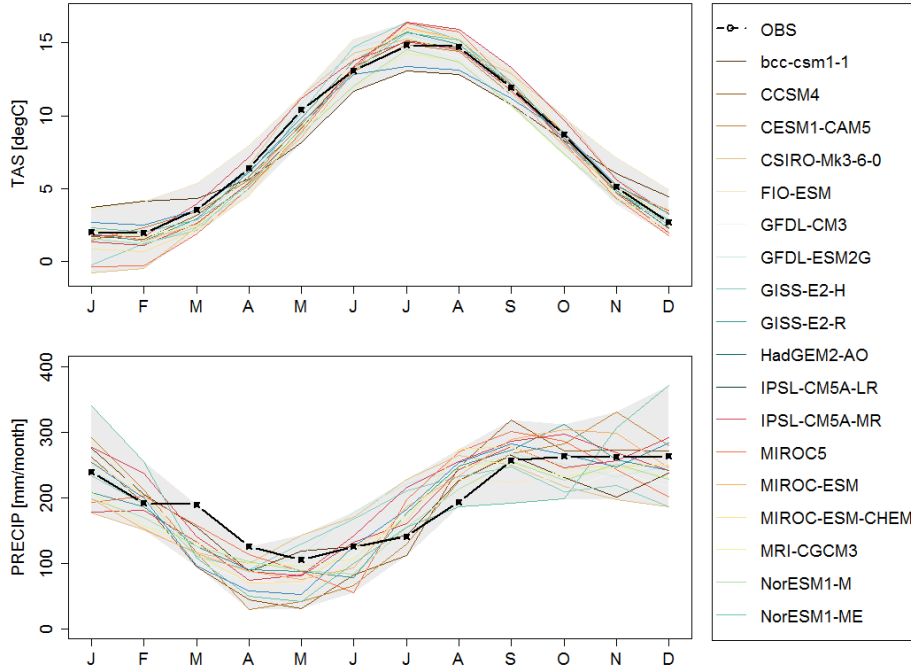 TAS [degC]
15
10
5
0
J F M A M J J A S O N D
PRECIP [mm/month]
400
300
200
100
0
J F M A M J J A S O N D
OBS
bcc-csm1-1
CCSM4
CESM1-CAM5
CSIRO-Mk3-6-0
FIO-ESM
GFDL-CM3
GFDL-ESM2G
GISS-E2-H
GISS-E2-R
HadGEM2-AO
IPSL-CM5A-LR
IPSL-CM5A-MR
MIROC5
MIROC-ESM
MIROC-ESM-CHEM
MRI-CGCM3
NorESM1-M
NorESM1-ME